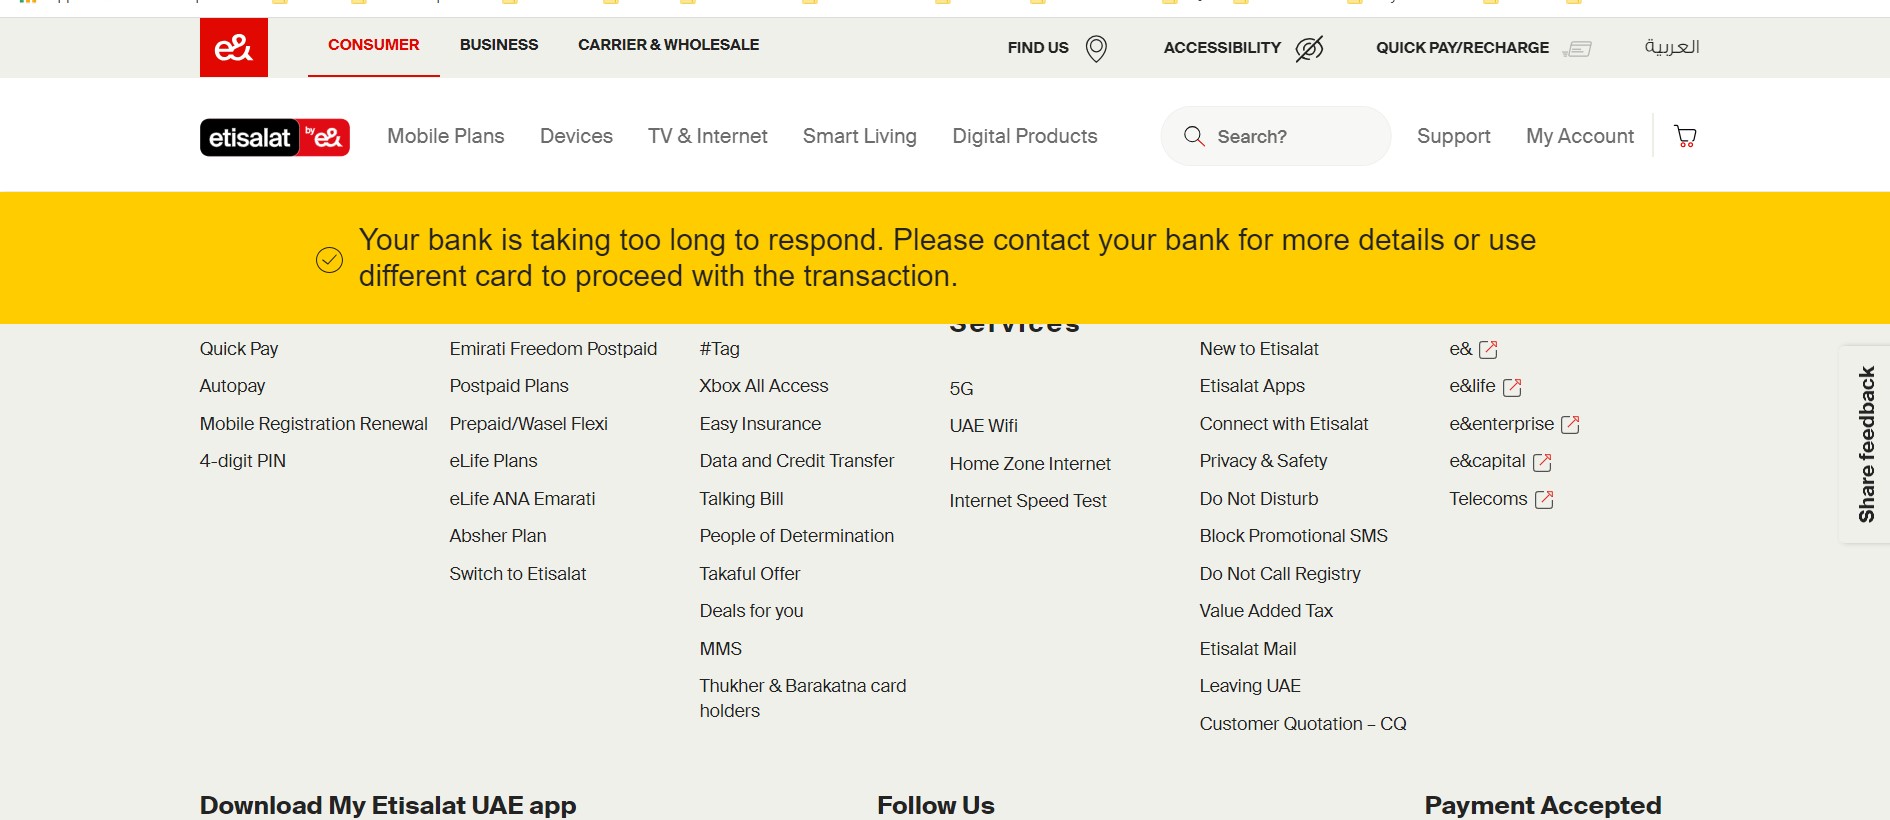 e&
CONSUMER
BUSINESS
CARRIER & WHOLESALE
FIND US
ACCESSIBILITY
QUICK PAY/RECHARGE
العربية
etisalat by e&
Mobile Plans
Devices
TV & Internet
Smart Living
Digital Products
Search?
Support
My Account
Your bank is taking too long to respond. Please contact your bank for more details or use
different card to proceed with the transaction.
Quick Pay
Autopay
Mobile Registration Renewal
4-digit PIN
Emirati Freedom Postpaid
Postpaid Plans
Prepaid/Wasel Flexi
eLife Plans
eLife ANA Emarati
Absher Plan
Switch to Etisalat
#Tag
Xbox All Access
Easy Insurance
Data and Credit Transfer
Talking Bill
People of Determination
Takaful Offer
Deals for you
MMS
Thukher & Barakatna card
holders
Services
5G
UAE Wifi
Home Zone Internet
Internet Speed Test
New to Etisalat
Etisalat Apps
Connect with Etisalat
Privacy & Safety
Do Not Disturb
Block Promotional SMS
Do Not Call Registry
Value Added Tax
Etisalat Mail
Leaving UAE
Customer Quotation – CQ
e&
e&life
e&enterprise
e&capital
Telecoms
Share feedback
Download My Etisalat UAE app
Follow Us
Payment Accepted